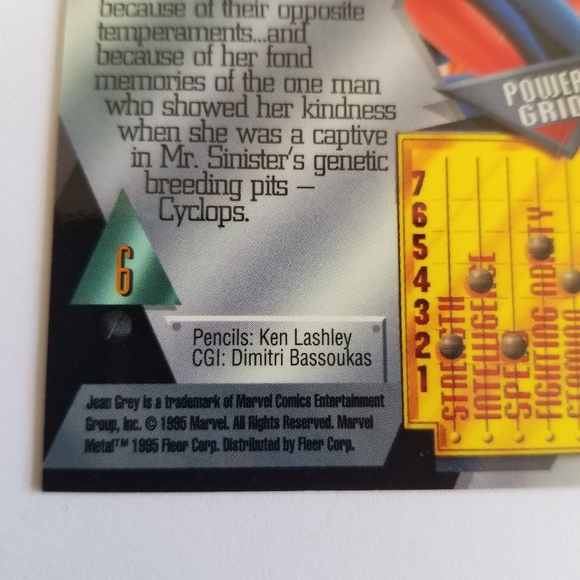 because of their opposite
temperaments...and
because of her fond
memories of the one man
who showed her kindness
when she was a captive
in Mr. Sinister's genetic
breeding pits –
Cyclops.
6
Pencils: Ken Lashley
CGI: Dimitri Bassoukas
Jean Grey is a trademark of Marvel Comics Entertainment
Group, Inc. © 1995 Marvel. All Rights Reserved. Marvel
Metal™ 1995 Fleer Corp. Distributed by Fleer Corp.
POWER
GRID
7
6
5
4
3
2
1
STRENGTH
INTELLIGENCE
SPEED
FIGHTING ABILITY